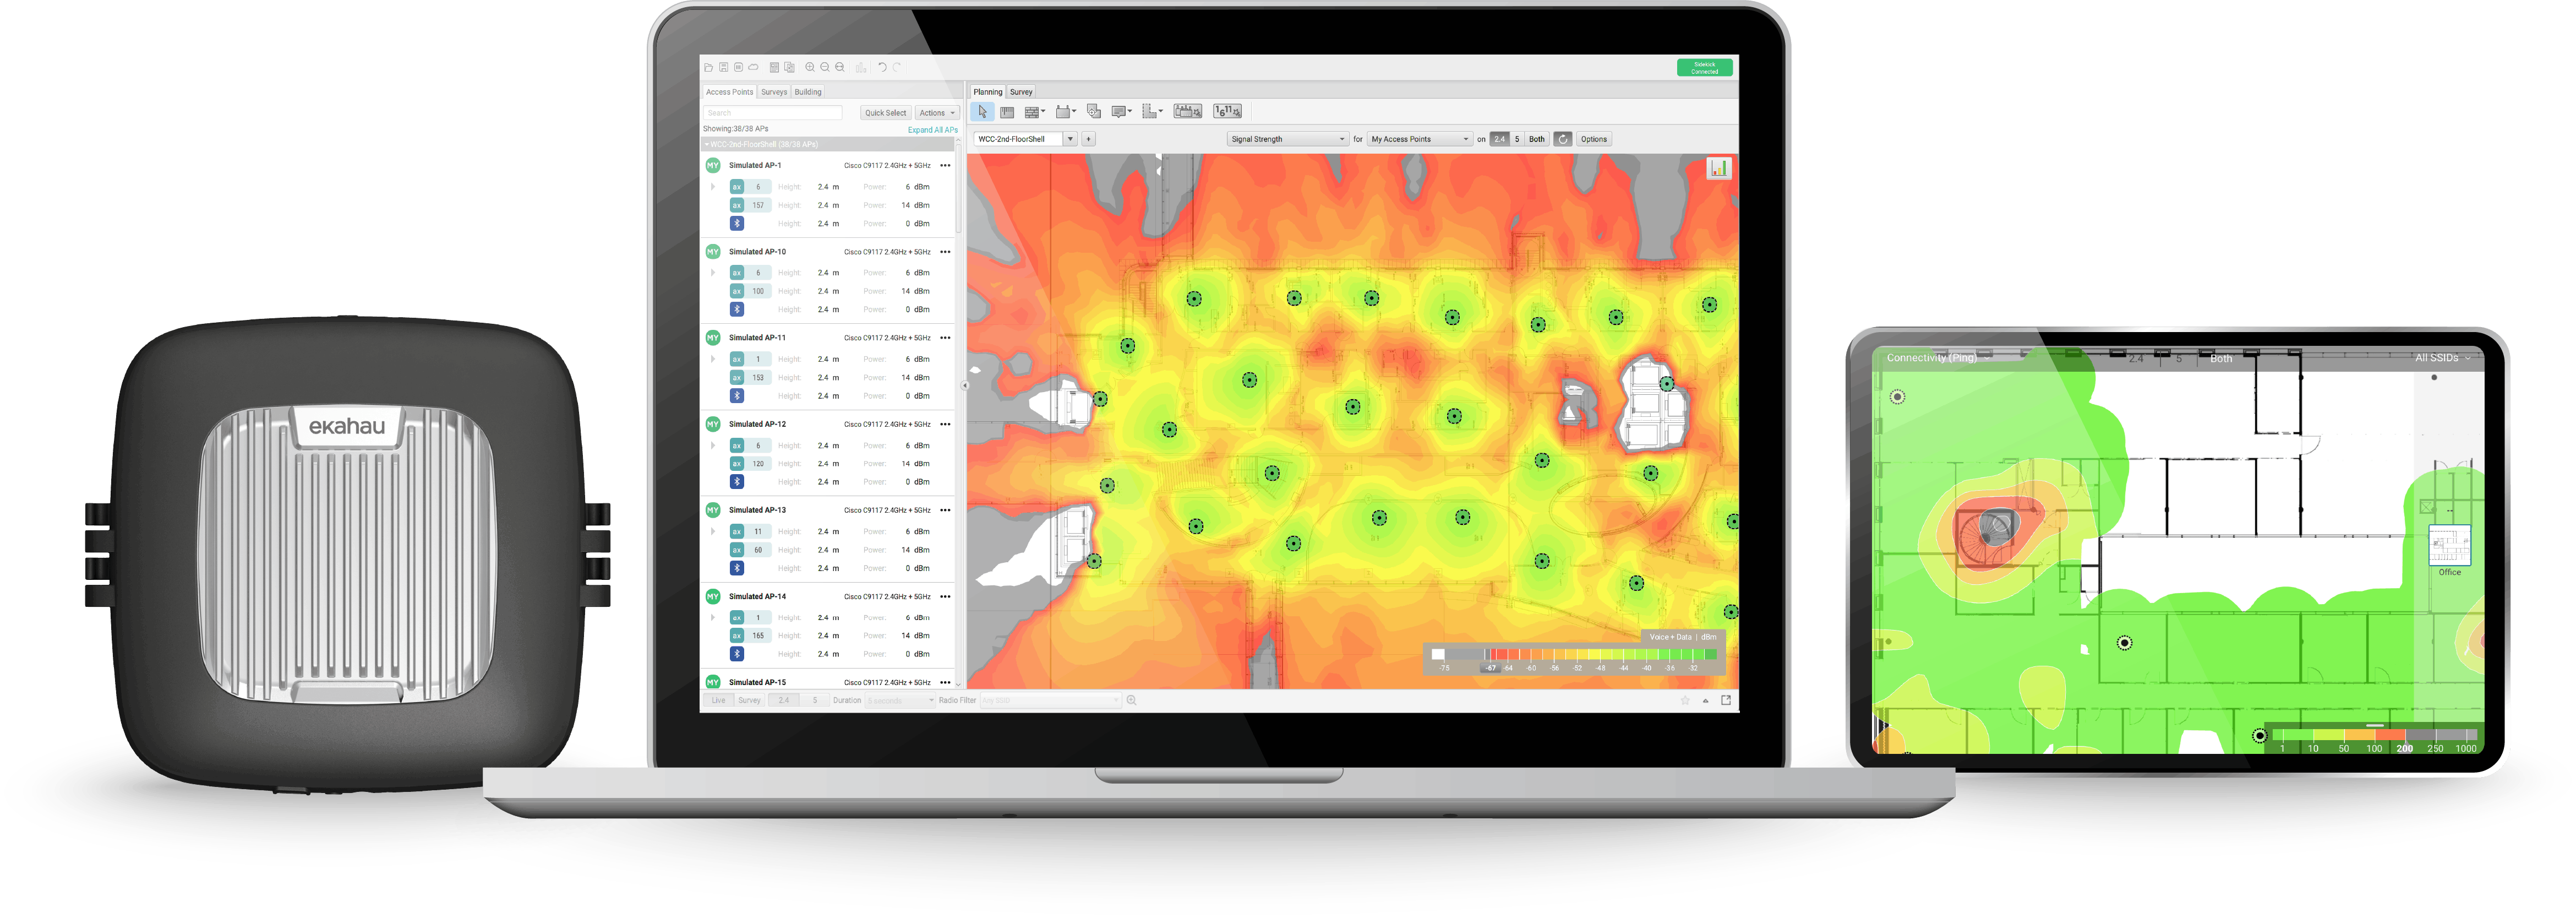 ekahau
Sidekick
Connected
Access Points Surveys Building
Search Quick Select Actions
Showing:38/38 APs Expand All APs
WCC-2nd-FloorShell (38/38 APs)
MY Simulated AP-1 Cisco C9117 2.4GHz + 5GHz
ax 6 Height: 2.4 m Power: 6 dBm
ax 157 Height: 2.4 m Power: 14 dBm
Height: 2.4 m Power: 0 dBm
MY Simulated AP-10 Cisco C9117 2.4GHz + 5GHz
ax 6 Height: 2.4 m Power: 6 dBm
ax 100 Height: 2.4 m Power: 14 dBm
Height: 2.4 m Power: 0 dBm
MY Simulated AP-11 Cisco C9117 2.4GHz + 5GHz
ax 1 Height: 2.4 m Power: 6 dBm
ax 153 Height: 2.4 m Power: 14 dBm
Height: 2.4 m Power: 0 dBm
MY Simulated AP-12 Cisco C9117 2.4GHz + 5GHz
ax 6 Height: 2.4 m Power: 6 dBm
ax 120 Height: 2.4 m Power: 14 dBm
Height: 2.4 m Power: 0 dBm
MY Simulated AP-13 Cisco C9117 2.4GHz + 5GHz
ax 11 Height: 2.4 m Power: 6 dBm
ax 60 Height: 2.4 m Power: 14 dBm
Height: 2.4 m Power: 0 dBm
MY Simulated AP-14 Cisco C9117 2.4GHz + 5GHz
ax 1 Height: 2.4 m Power: 6 dBm
ax 165 Height: 2.4 m Power: 14 dBm
Height: 2.4 m Power: 0 dBm
MY Simulated AP-15 Cisco C9117 2.4GHz + 5GHz
Planning Survey
1 6 11
WCC-2nd-FloorShell + Signal Strength for My Access Points on 2.4 5 Both Options
Voice + Data | dBm
-75 -67 -64 -60 -56 -52 -48 -44 -40 -36 -32
Live Survey 2.4 5 Duration 5 seconds Radio Filter Any SSID
Connectivity (Ping) 2.4 5 Both All SSIDs
Office
1 10 50 100 200 250 1000